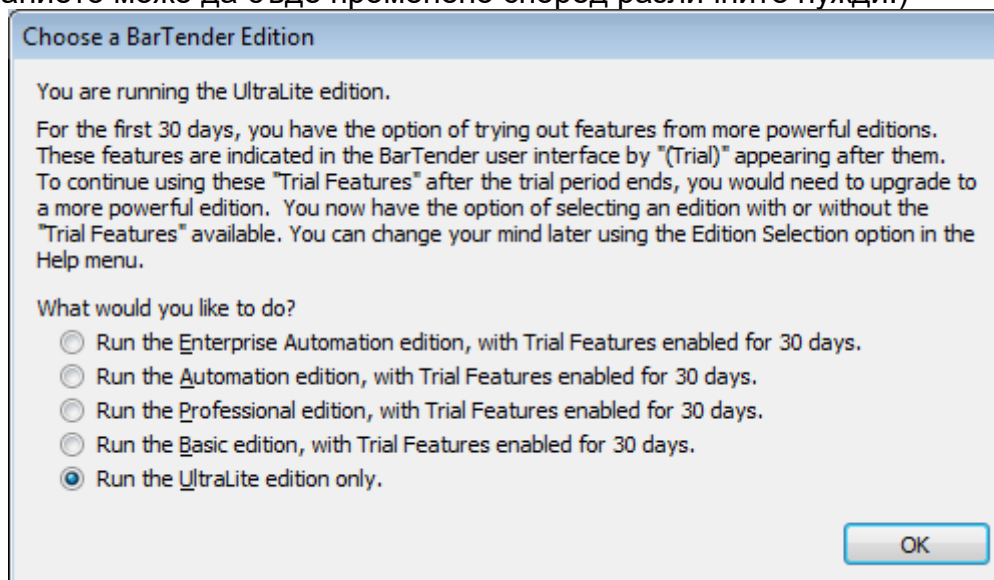 може да бъде променено според различните нужди.)
Choose a BarTender Edition
You are running the UltraLite edition.
For the first 30 days, you have the option of trying out features from more powerful editions.
These features are indicated in the BarTender user interface by "(Trial)" appearing after them.
To continue using these "Trial Features" after the trial period ends, you would need to upgrade to
a more powerful edition.  You now have the option of selecting an edition with or without the
"Trial Features" available. You can change your mind later using the Edition Selection option in the
Help menu.
What would you like to do?
Run the Enterprise Automation edition, with Trial Features enabled for 30 days.
Run the Automation edition, with Trial Features enabled for 30 days.
Run the Professional edition, with Trial Features enabled for 30 days.
Run the Basic edition, with Trial Features enabled for 30 days.
Run the UltraLite edition only.
OK